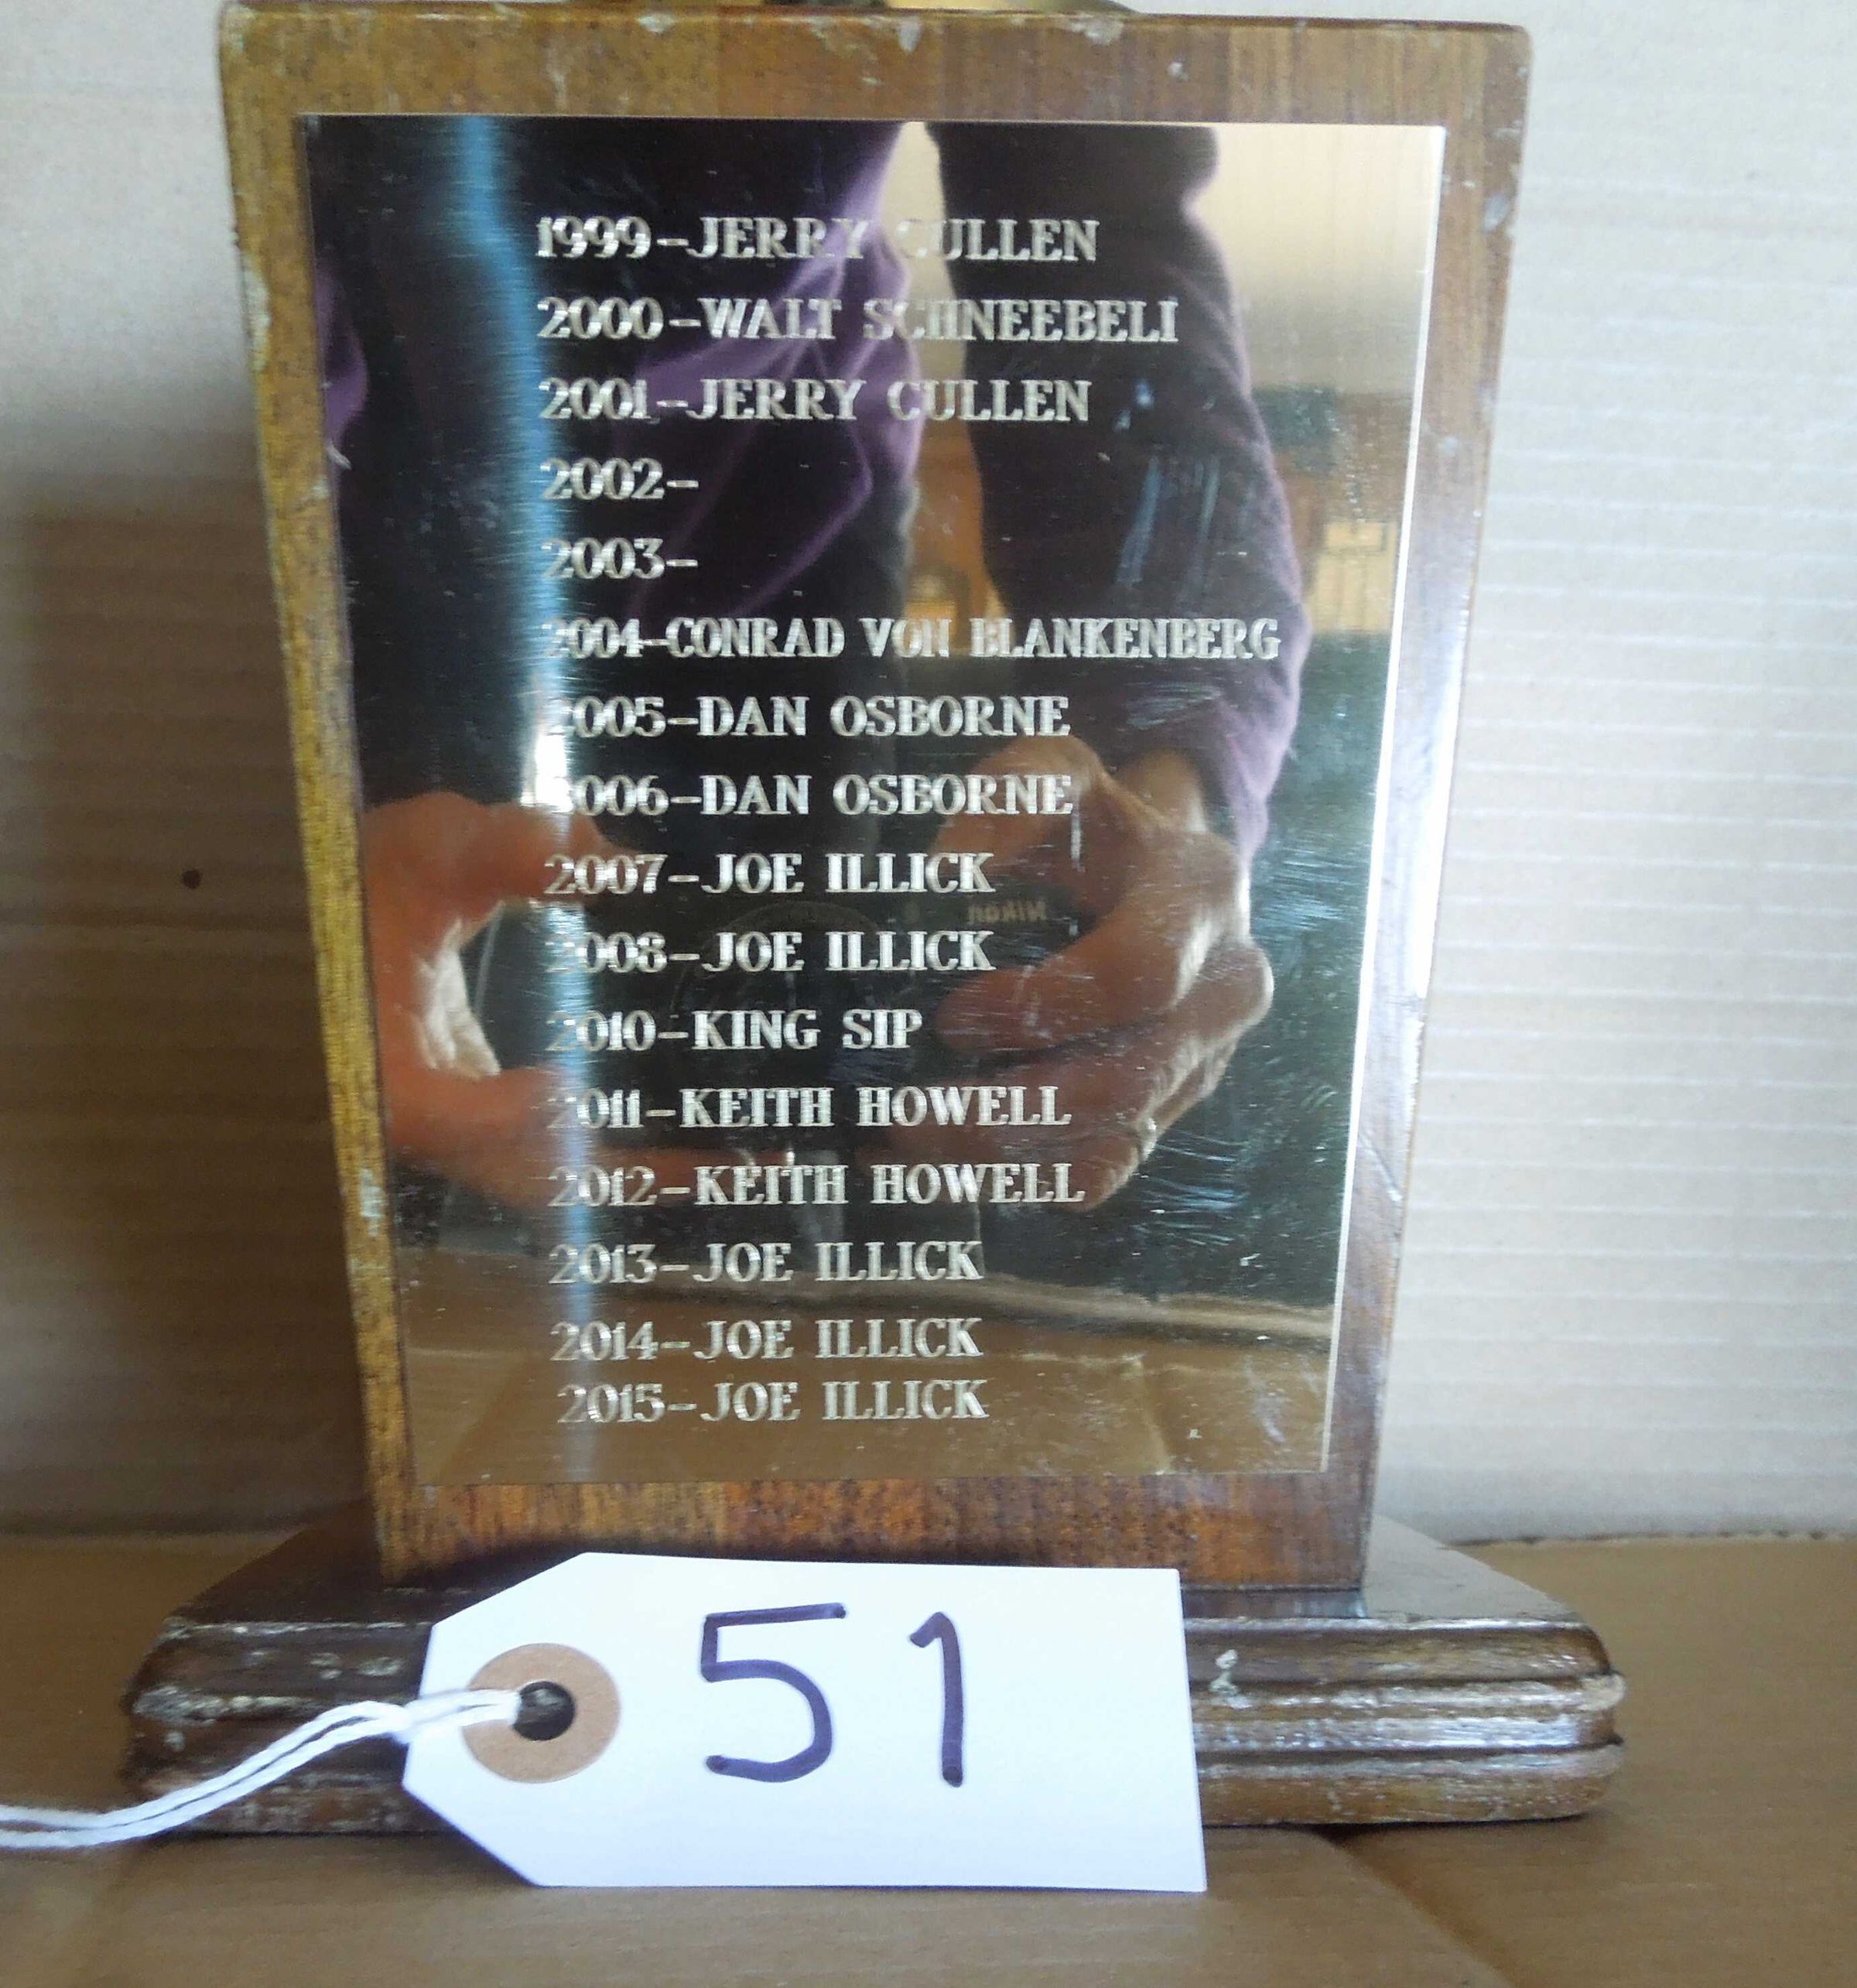 1999-JERRY CULLEN
2000-WALT SCHNEEBELI
2001-JERRY CULLEN
2002-
2003-
2004-CONRAD VON BLANKENBERG
2005-DAN OSBORNE
2006-DAN OSBORNE
2007-JOE ILLICK
Nikon
2008-JOE ILLICK
2010-KING SIP
2011-KEITH HOWELL
2012-KEITH HOWELL
2013-JOE ILLICK
2014-JOE ILLICK
2015-JOE ILLICK
51